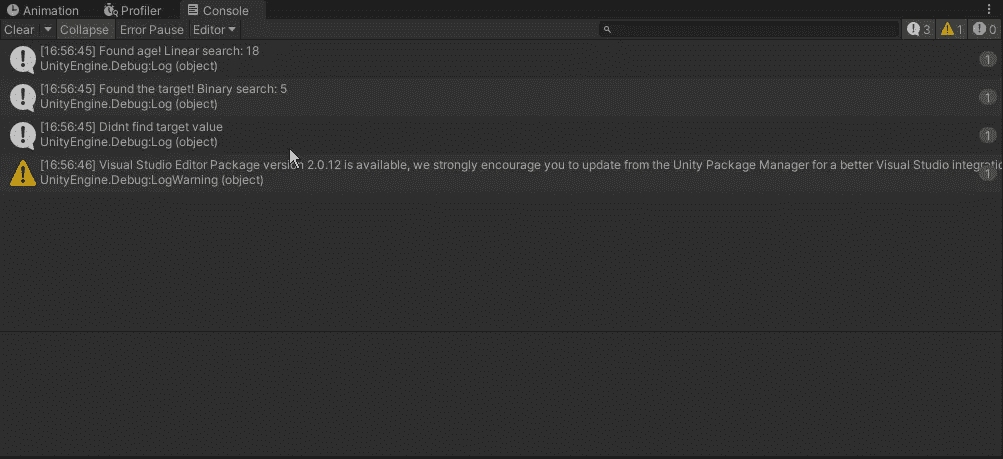 Animation Profiler Console
Clear Collapse Error Pause Editor 3 1 0
[16:56:45] Found age! Linear search: 18
UnityEngine.Debug:Log (object)
1
[16:56:45] Found the target! Binary search: 5
UnityEngine.Debug:Log (object)
1
[16:56:45] Didnt find target value
UnityEngine.Debug:Log (object)
1
[16:56:46] Visual Studio Editor Package version 2.0.12 is available, we strongly encourage you to update from the Unity Package Manager for a better Visual Studio
UnityEngine.Debug:LogWarning (object)
1